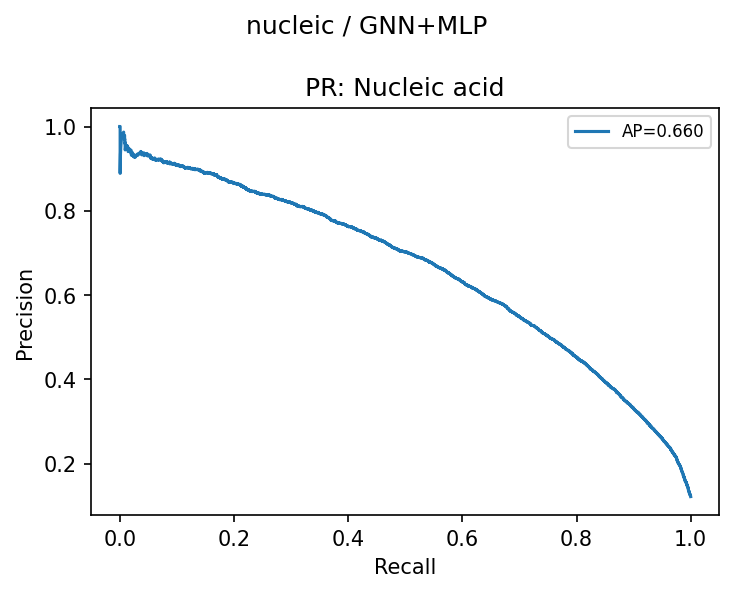 nucleic / GNN+MLP
PR: Nucleic acid
AP=0.660
Precision
1.0
0.8
0.6
0.4
0.2
0.0 0.2 0.4 0.6 0.8 1.0
Recall